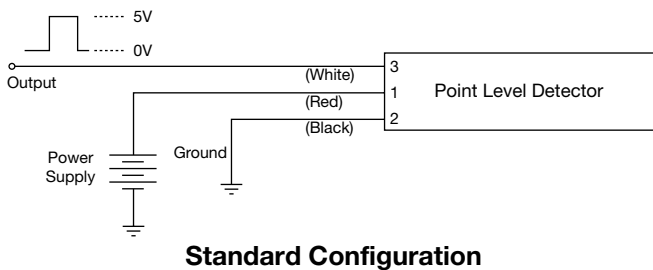 5V
0V
Output
(White)
3
(Red)
1
Point Level Detector
(Black)
2
Power
Supply
Ground
Standard Configuration